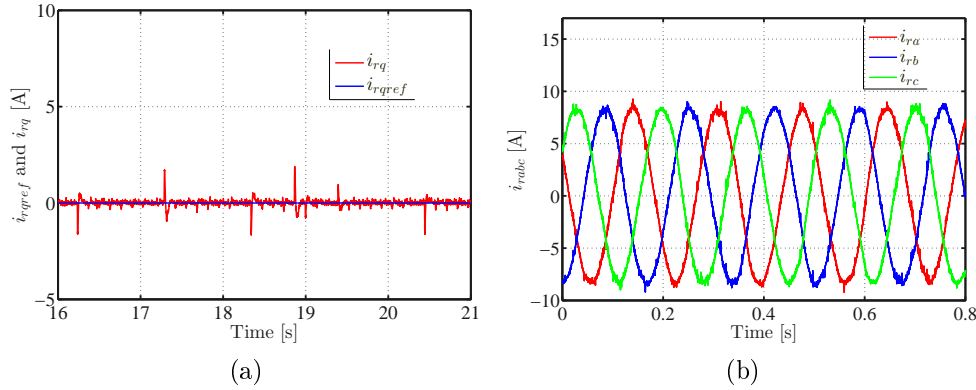 10
5
0
−5
i_rqref and i_rq [A]
i_rq
i_rqref
16 17 18 19 20 21
Time [s]
(a)
15
10
5
0
−5
−10
i_rabc [A]
i_ra
i_rb
i_rc
0 0.2 0.4 0.6 0.8
Time [s]
(b)